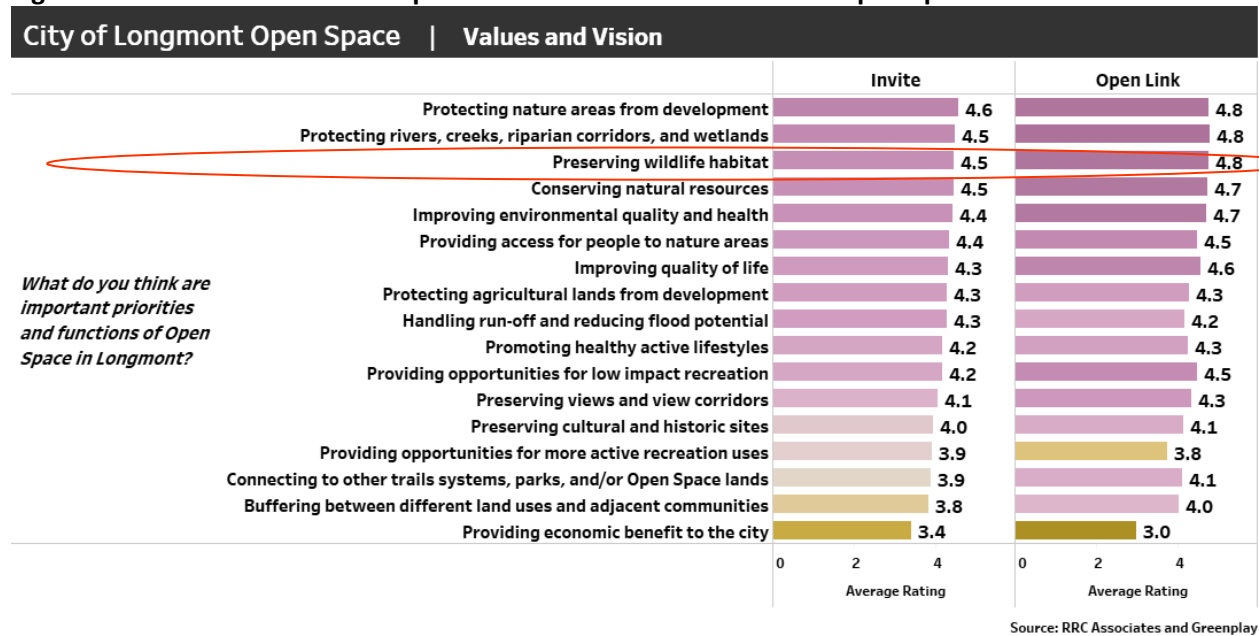 City of Longmont Open Space | Values and Vision
Invite Open Link
Protecting nature areas from development 4.6 4.8
Protecting rivers, creeks, riparian corridors, and wetlands 4.5 4.8
Preserving wildlife habitat 4.5 4.8
Conserving natural resources 4.5 4.7
Improving environmental quality and health 4.4 4.7
Providing access for people to nature areas 4.4 4.5
Improving quality of life 4.3 4.6
Protecting agricultural lands from development 4.3 4.3
Handling run-off and reducing flood potential 4.3 4.2
Promoting healthy active lifestyles 4.2 4.3
Providing opportunities for low impact recreation 4.2 4.5
Preserving views and view corridors 4.1 4.3
Preserving cultural and historic sites 4.0 4.1
Providing opportunities for more active recreation uses 3.9 3.8
Connecting to other trails systems, parks, and/or Open Space lands 3.9 4.1
Buffering between different land uses and adjacent communities 3.8 4.0
Providing economic benefit to the city 3.4 3.0
What do you think are
important priorities
and functions of Open
Space in Longmont?
0 2 4 0 2 4
Average Rating Average Rating
Source: RRC Associates and Greenplay